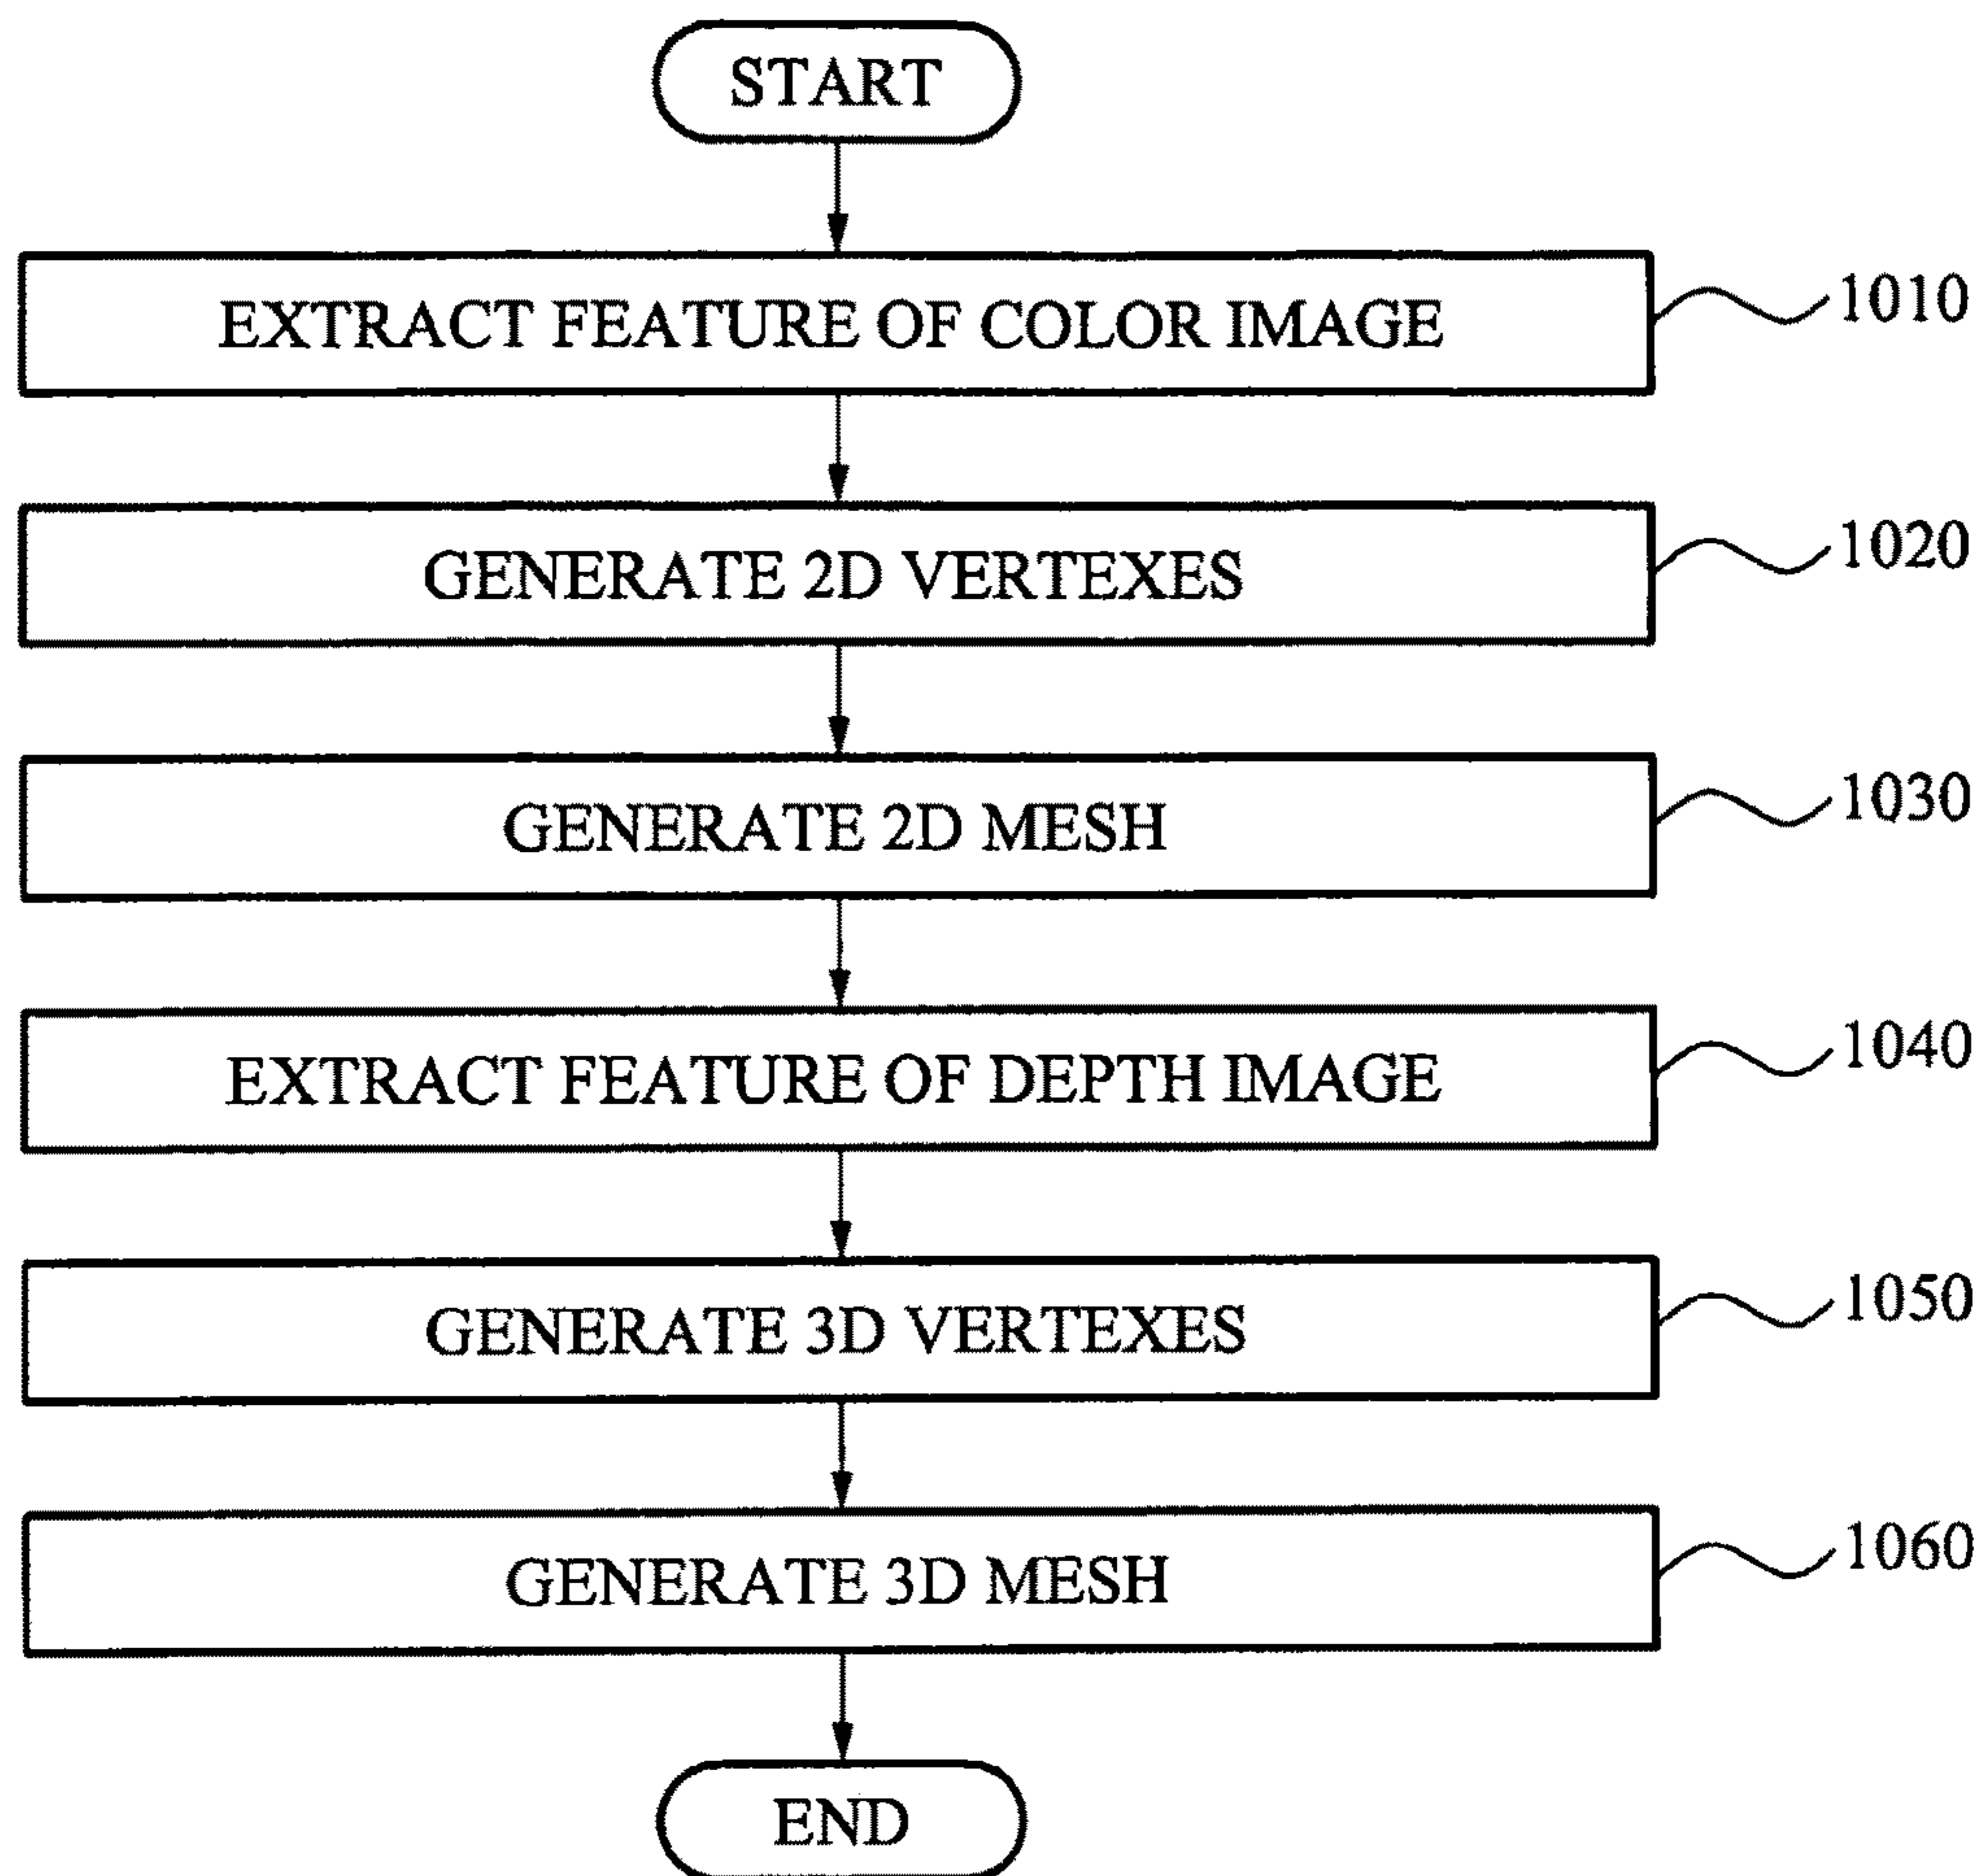 START
EXTRACT FEATURE OF COLOR IMAGE
1010
GENERATE 2D VERTEXES
1020
GENERATE 2D MESH
1030
EXTRACT FEATURE OF DEPTH IMAGE
1040
GENERATE 3D VERTEXES
1050
GENERATE 3D MESH
1060
END